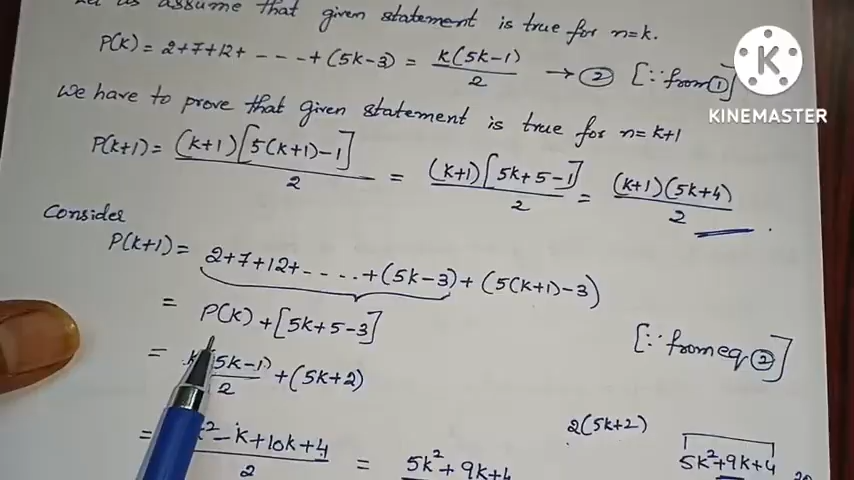 us assume that given statement is true for n=k.
P(k) = 2+7+12+ - - - - + (5k-3) = k(5k-1)/2 → ② [∵ from ①]
K
KINEMASTER
We have to prove that given statement is true for n=k+1
P(k+1) = (k+1)[5(k+1)-1]/2 = (k+1)[5k+5-1]/2 = (k+1)(5k+4)/2 .
Consider
P(k+1) = 2+7+12+ - . . . . + (5k-3) + (5(k+1)-3)
= P(k) + [5k+5-3] [∵ from eq ②]
= (5k-1)/2 + (5k+2)
2(5k+2)
= k²-k+10k+4/2 = 5k²+9k+4 5k²+9k+4